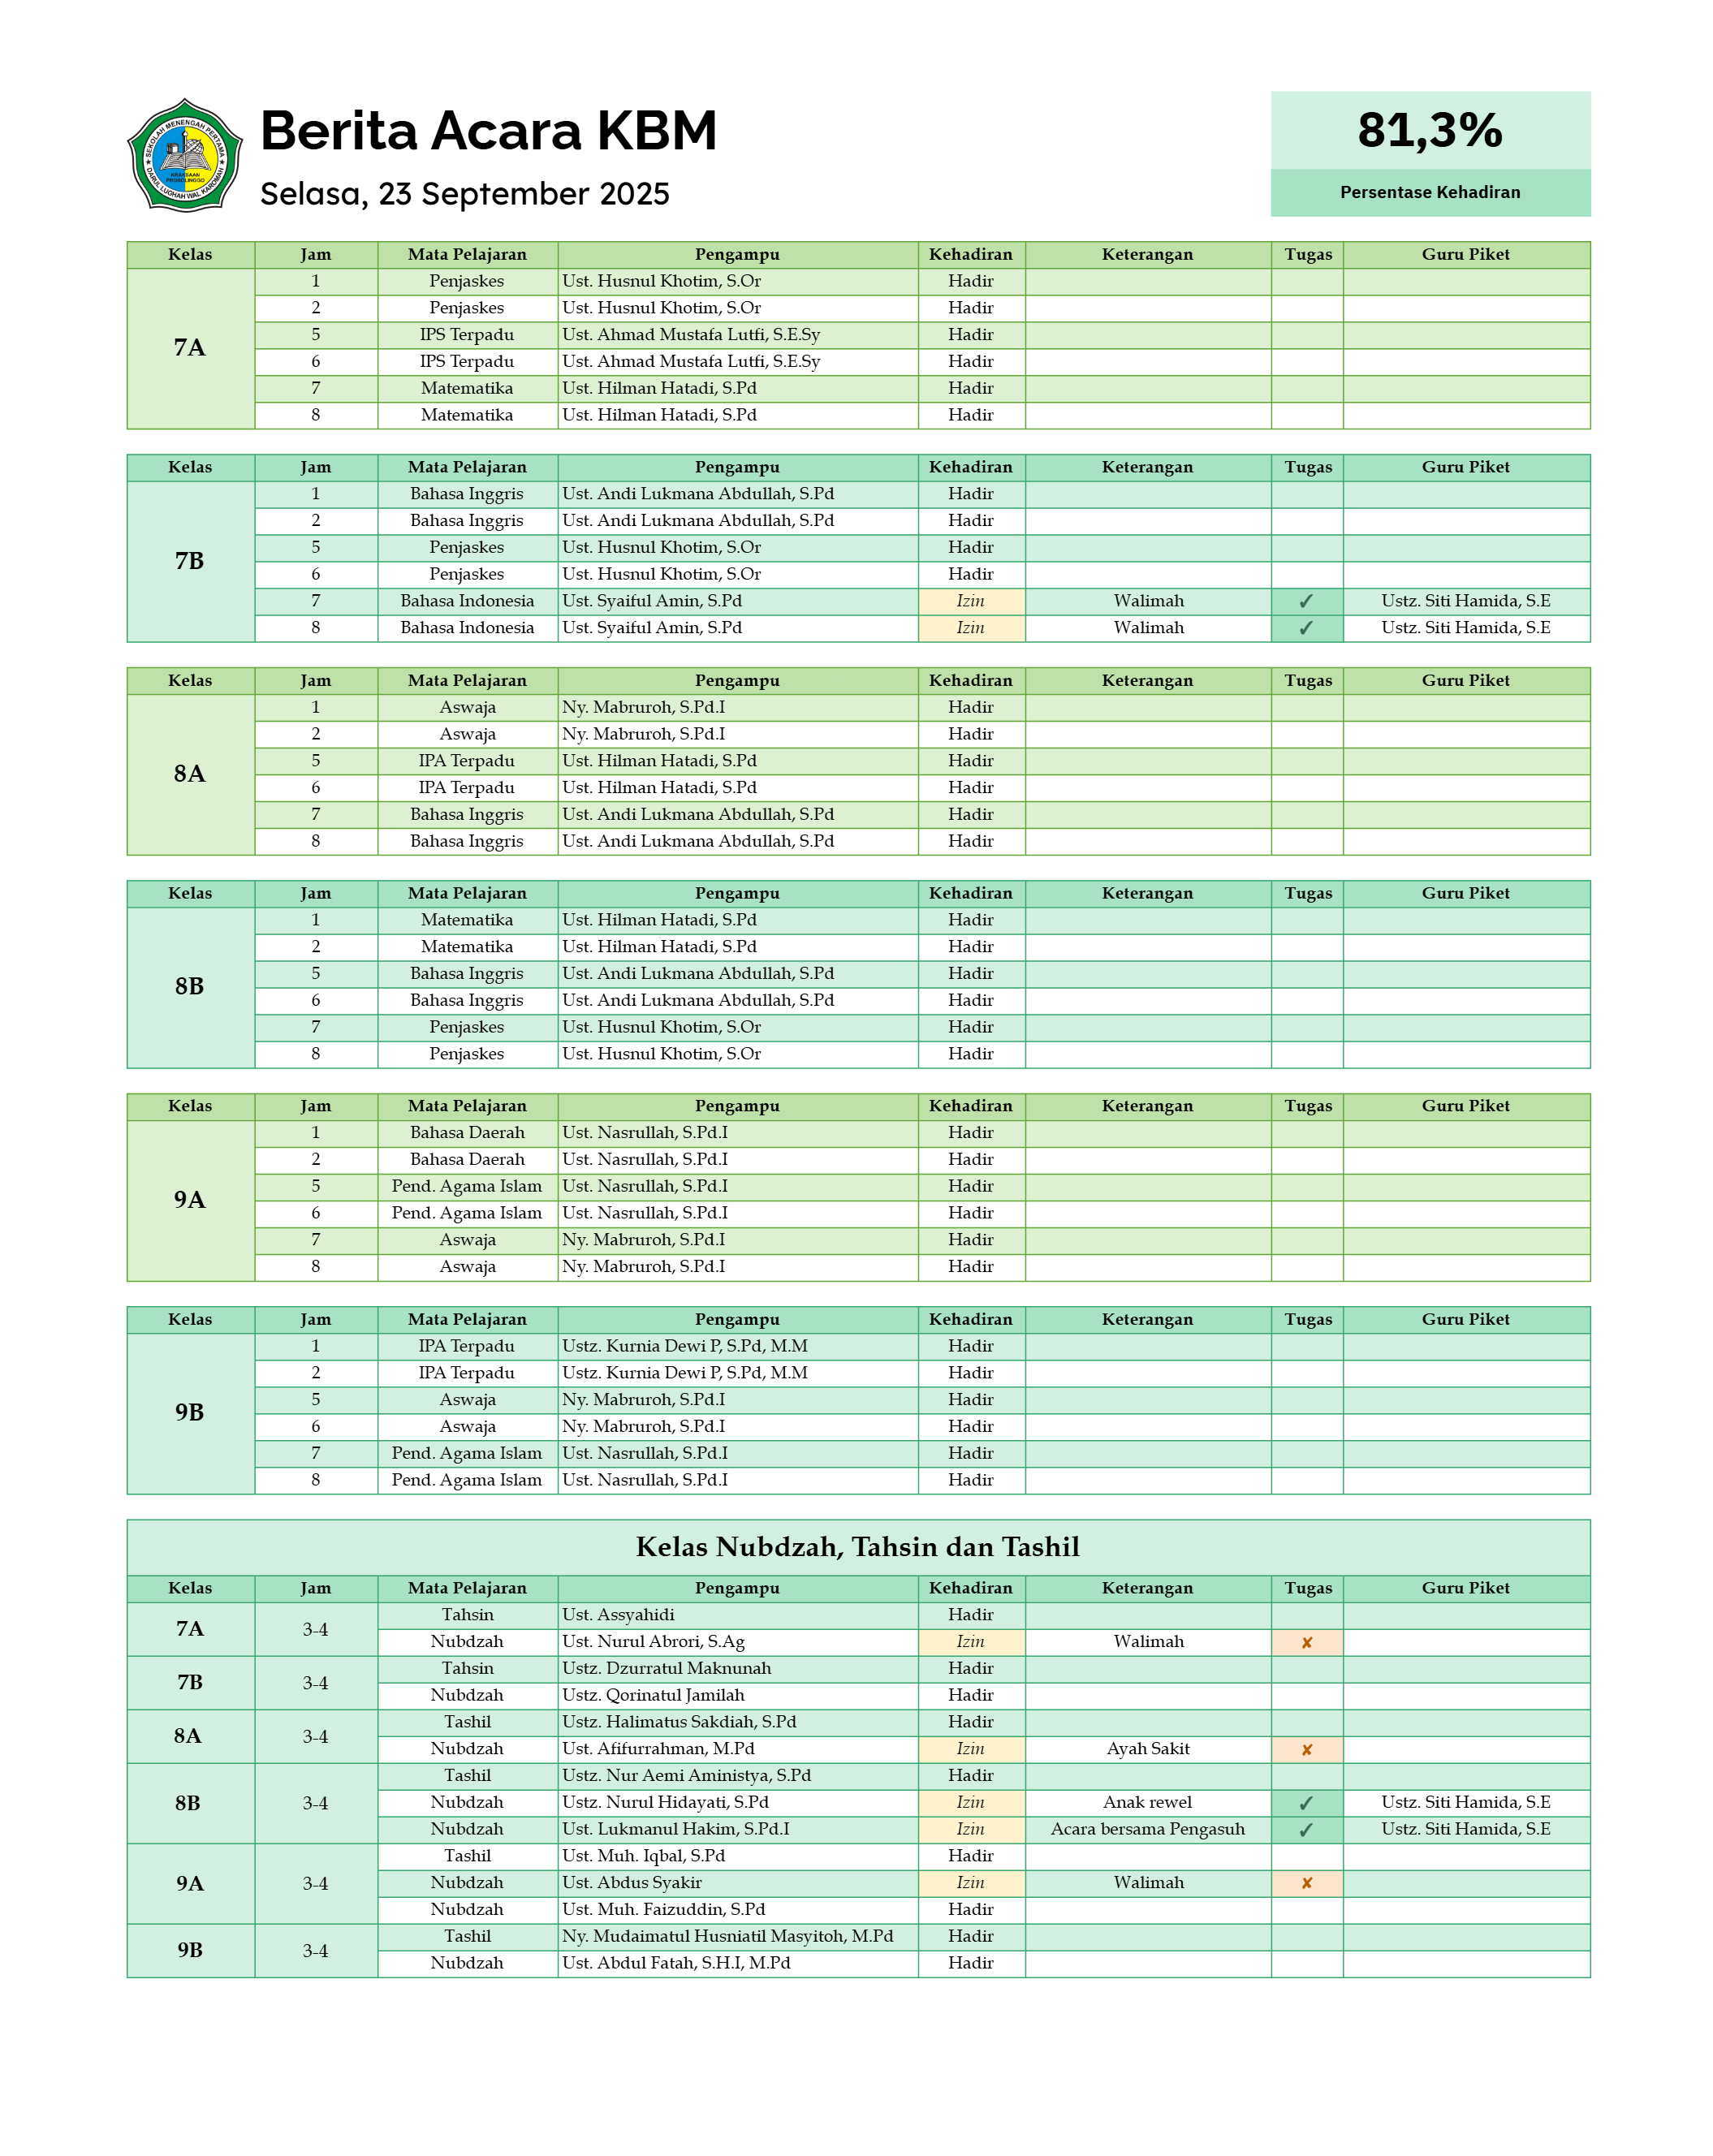 SEKOLAH MENENGAH PERTAMA
KRAKSAAN
PROBOLINGGO
DARUL LUGHAH WAL KAROMAH
Berita Acara KBM
Selasa, 23 September 2025
81,3%
Persentase Kehadiran
Kelas Jam Mata Pelajaran Pengampu Kehadiran Keterangan Tugas Guru Piket
7A
1 Penjaskes Ust. Husnul Khotim, S.Or Hadir
2 Penjaskes Ust. Husnul Khotim, S.Or Hadir
5 IPS Terpadu Ust. Ahmad Mustafa Lutfi, S.E.Sy Hadir
6 IPS Terpadu Ust. Ahmad Mustafa Lutfi, S.E.Sy Hadir
7 Matematika Ust. Hilman Hatadi, S.Pd Hadir
8 Matematika Ust. Hilman Hatadi, S.Pd Hadir
Kelas Jam Mata Pelajaran Pengampu Kehadiran Keterangan Tugas Guru Piket
7B
1 Bahasa Inggris Ust. Andi Lukmana Abdullah, S.Pd Hadir
2 Bahasa Inggris Ust. Andi Lukmana Abdullah, S.Pd Hadir
5 Penjaskes Ust. Husnul Khotim, S.Or Hadir
6 Penjaskes Ust. Husnul Khotim, S.Or Hadir
7 Bahasa Indonesia Ust. Syaiful Amin, S.Pd Izin Walimah ✓ Ustz. Siti Hamida, S.E
8 Bahasa Indonesia Ust. Syaiful Amin, S.Pd Izin Walimah ✓ Ustz. Siti Hamida, S.E
Kelas Jam Mata Pelajaran Pengampu Kehadiran Keterangan Tugas Guru Piket
8A
1 Aswaja Ny. Mabruroh, S.Pd.I Hadir
2 Aswaja Ny. Mabruroh, S.Pd.I Hadir
5 IPA Terpadu Ust. Hilman Hatadi, S.Pd Hadir
6 IPA Terpadu Ust. Hilman Hatadi, S.Pd Hadir
7 Bahasa Inggris Ust. Andi Lukmana Abdullah, S.Pd Hadir
8 Bahasa Inggris Ust. Andi Lukmana Abdullah, S.Pd Hadir
Kelas Jam Mata Pelajaran Pengampu Kehadiran Keterangan Tugas Guru Piket
8B
1 Matematika Ust. Hilman Hatadi, S.Pd Hadir
2 Matematika Ust. Hilman Hatadi, S.Pd Hadir
5 Bahasa Inggris Ust. Andi Lukmana Abdullah, S.Pd Hadir
6 Bahasa Inggris Ust. Andi Lukmana Abdullah, S.Pd Hadir
7 Penjaskes Ust. Husnul Khotim, S.Or Hadir
8 Penjaskes Ust. Husnul Khotim, S.Or Hadir
Kelas Jam Mata Pelajaran Pengampu Kehadiran Keterangan Tugas Guru Piket
9A
1 Bahasa Daerah Ust. Nasrullah, S.Pd.I Hadir
2 Bahasa Daerah Ust. Nasrullah, S.Pd.I Hadir
5 Pend. Agama Islam Ust. Nasrullah, S.Pd.I Hadir
6 Pend. Agama Islam Ust. Nasrullah, S.Pd.I Hadir
7 Aswaja Ny. Mabruroh, S.Pd.I Hadir
8 Aswaja Ny. Mabruroh, S.Pd.I Hadir
Kelas Jam Mata Pelajaran Pengampu Kehadiran Keterangan Tugas Guru Piket
9B
1 IPA Terpadu Ustz. Kurnia Dewi P, S.Pd, M.M Hadir
2 IPA Terpadu Ustz. Kurnia Dewi P, S.Pd, M.M Hadir
5 Aswaja Ny. Mabruroh, S.Pd.I Hadir
6 Aswaja Ny. Mabruroh, S.Pd.I Hadir
7 Pend. Agama Islam Ust. Nasrullah, S.Pd.I Hadir
8 Pend. Agama Islam Ust. Nasrullah, S.Pd.I Hadir
Kelas Nubdzah, Tahsin dan Tashil
Kelas Jam Mata Pelajaran Pengampu Kehadiran Keterangan Tugas Guru Piket
7A 3-4
Tahsin Ust. Assyahidi Hadir
Nubdzah Ust. Nurul Abrori, S.Ag Izin Walimah ✘
7B 3-4
Tahsin Ustz. Dzurratul Maknunah Hadir
Nubdzah Ustz. Qorinatul Jamilah Hadir
8A 3-4
Tashil Ustz. Halimatus Sakdiah, S.Pd Hadir
Nubdzah Ust. Afifurrahman, M.Pd Izin Ayah Sakit ✘
8B 3-4
Tashil Ustz. Nur Aemi Aministya, S.Pd Hadir
Nubdzah Ustz. Nurul Hidayati, S.Pd Izin Anak rewel ✓ Ustz. Siti Hamida, S.E
Nubdzah Ust. Lukmanul Hakim, S.Pd.I Izin Acara bersama Pengasuh ✓ Ustz. Siti Hamida, S.E
9A 3-4
Tashil Ust. Muh. Iqbal, S.Pd Hadir
Nubdzah Ust. Abdus Syakir Izin Walimah ✘
Nubdzah Ust. Muh. Faizuddin, S.Pd Hadir
9B 3-4
Tashil Ny. Mudaimatul Husniatil Masyitoh, M.Pd Hadir
Nubdzah Ust. Abdul Fatah, S.H.I, M.Pd Hadir